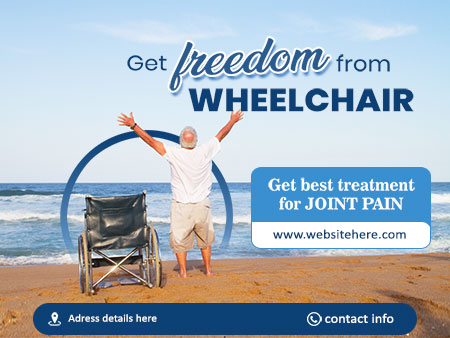 Get freedom from
WHEELCHAIR
Get best treatment
for JOINT PAIN
www.websitehere.com
Adress details here
contact info